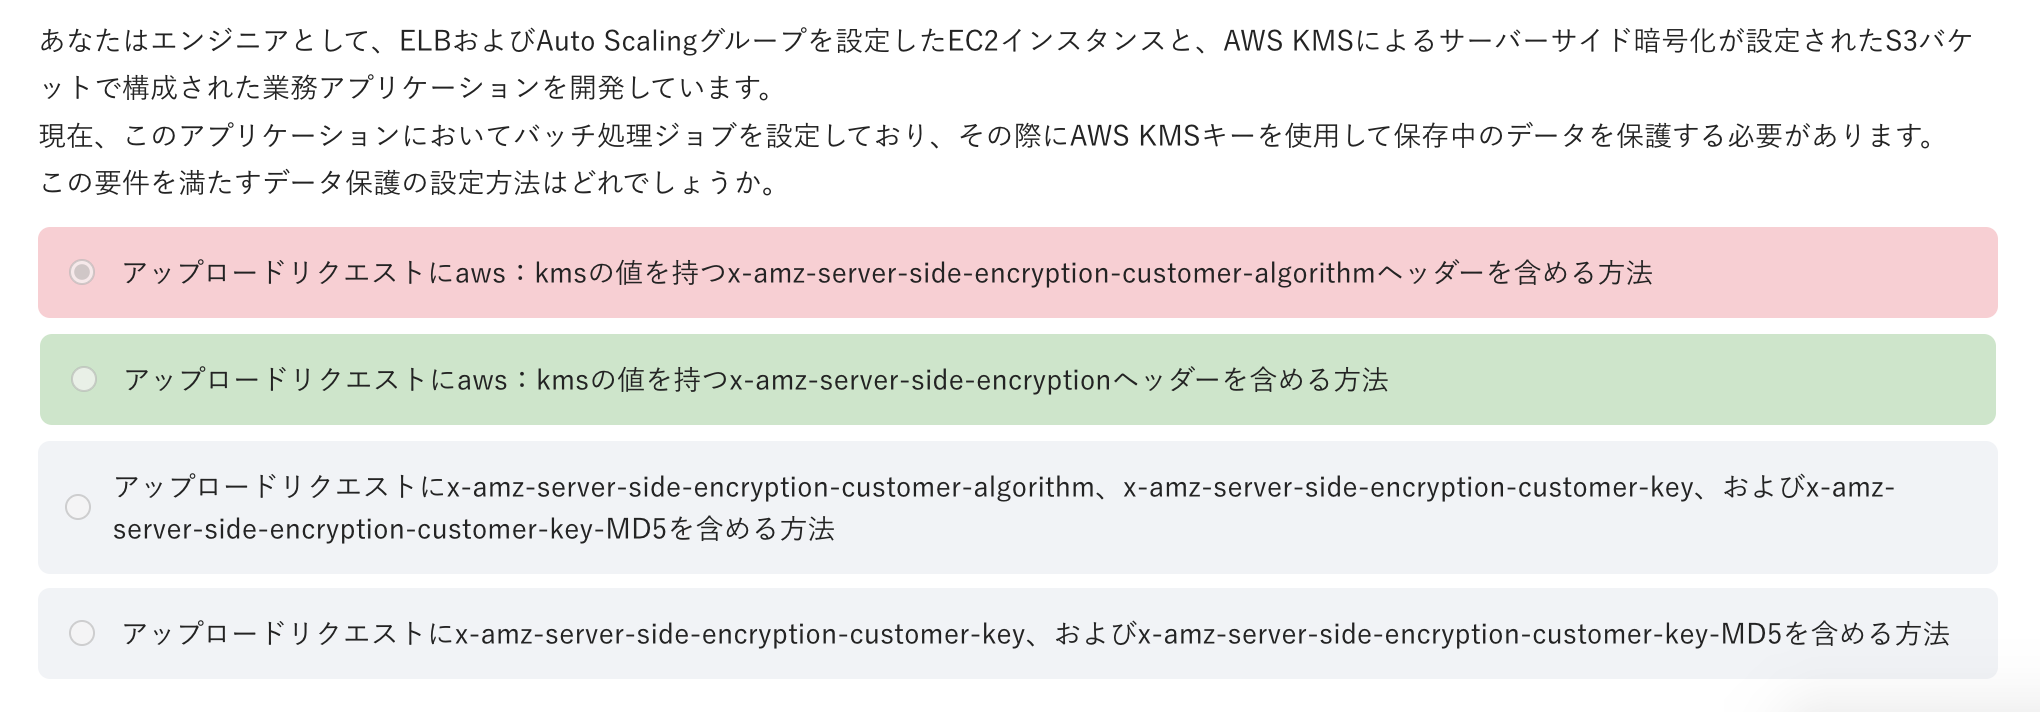 あなたはエンジニアとして、ELBおよびAuto Scalingグループを設定したEC2インスタンスと、AWS KMSによるサーバーサイド暗号化が設定されたS3バケ
ットで構成された業務アプリケーションを開発しています。
現在、このアプリケーションにおいてバッチ処理ジョブを設定しており、その際にAWS KMSキーを使用して保存中のデータを保護する必要があります。
この要件を満たすデータ保護の設定方法はどれでしょうか。
アップロードリクエストにaws：kmsの値を持つx-amz-server-side-encryption-customer-algorithmヘッダーを含める方法
アップロードリクエストにaws：kmsの値を持つx-amz-server-side-encryptionヘッダーを含める方法
アップロードリクエストにx-amz-server-side-encryption-customer-algorithm、x-amz-server-side-encryption-customer-key、およびx-amz-
server-side-encryption-customer-key-MD5を含める方法
アップロードリクエストにx-amz-server-side-encryption-customer-key、およびx-amz-server-side-encryption-customer-key-MD5を含める方法